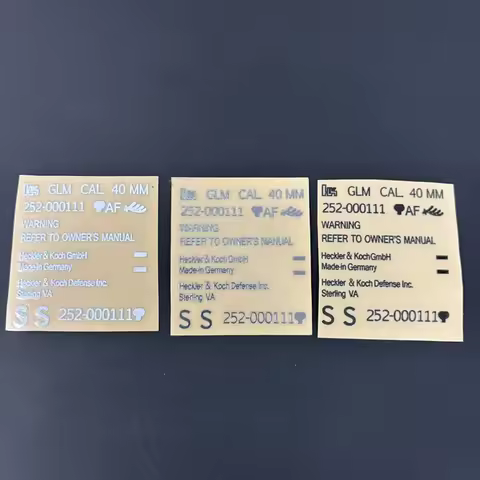 GLM CAL. 40 MM
252-000111 AF
WARNING
REFER TO OWNER'S MANUAL
Heckler & Koch GmbH
Made in Germany
Heckler & Koch Defense Inc.
Sterling VA
S S 252-000111
GLM CAL. 40 MM
252-000111 AF
WARNING
REFER TO OWNER'S MANUAL
Heckler & Koch GmbH
Made in Germany
Heckler & Koch Defense Inc.
Sterling VA
S S 252-000111
GLM CAL. 40 MM
252-000111 AF
WARNING
REFER TO OWNER'S MANUAL
Heckler & Koch GmbH
Made in Germany
Heckler & Koch Defense Inc.
Sterling VA
S S 252-000111